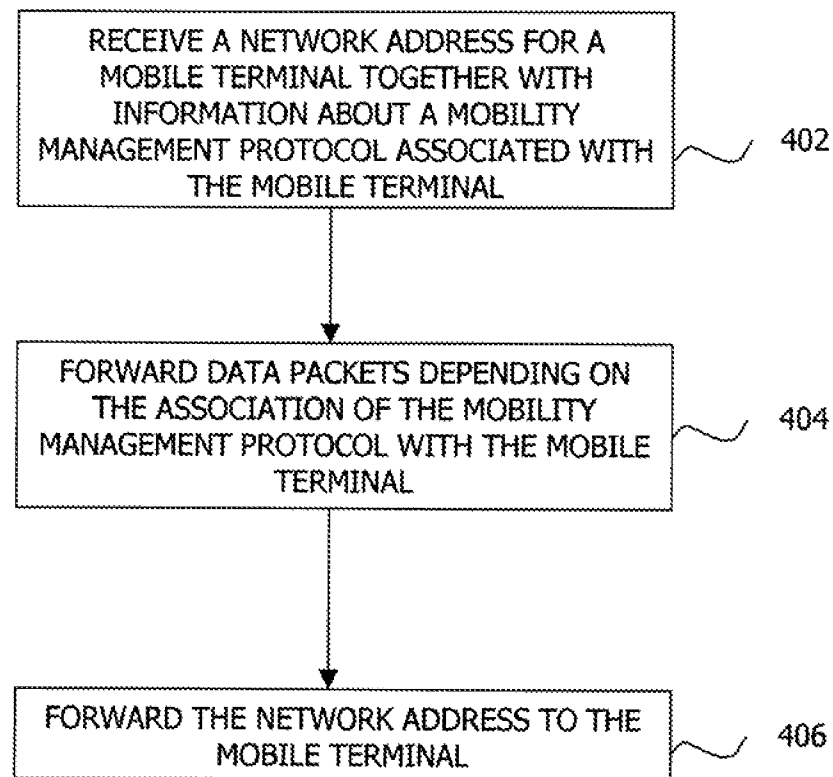 RECEIVE A NETWORK ADDRESS FOR A
MOBILE TERMINAL TOGETHER WITH
INFORMATION ABOUT A MOBILITY
MANAGEMENT PROTOCOL ASSOCIATED WITH
THE MOBILE TERMINAL
402
FORWARD DATA PACKETS DEPENDING ON
THE ASSOCIATION OF THE MOBILITY
MANAGEMENT PROTOCOL WITH THE MOBILE
TERMINAL
404
FORWARD THE NETWORK ADDRESS TO THE
MOBILE TERMINAL
406